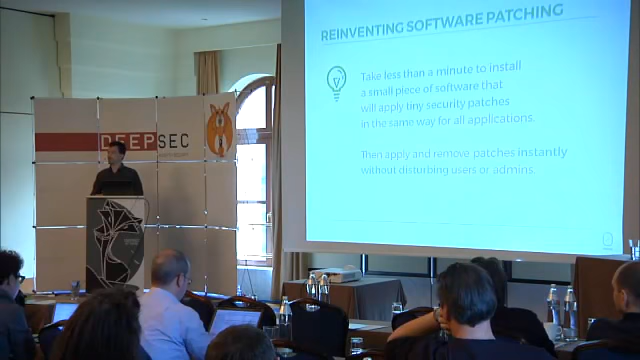 REINVENTING SOFTWARE PATCHING
Take less than a minute to install
a small piece of software that
will apply tiny security patches
in the same way for all applications.
Then apply and remove patches instantly
without disturbing users or admins.
DEEPSEC